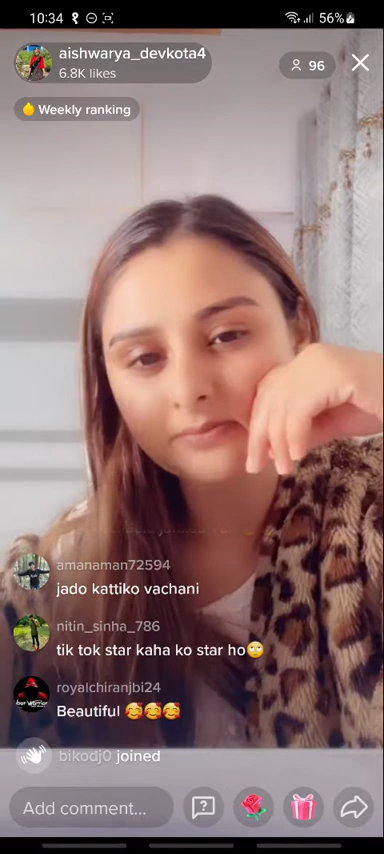 10:34
56%
aishwarya_devkota4
6.8K likes
96
Weekly ranking
amanaman72594
jado kattiko vachani
nitin_sinha_786
tik tok star kaha ko star ho🙄
royalchiranjbi24
Beautiful 🥰🥰🥰
bikodj0 joined
Add comment...